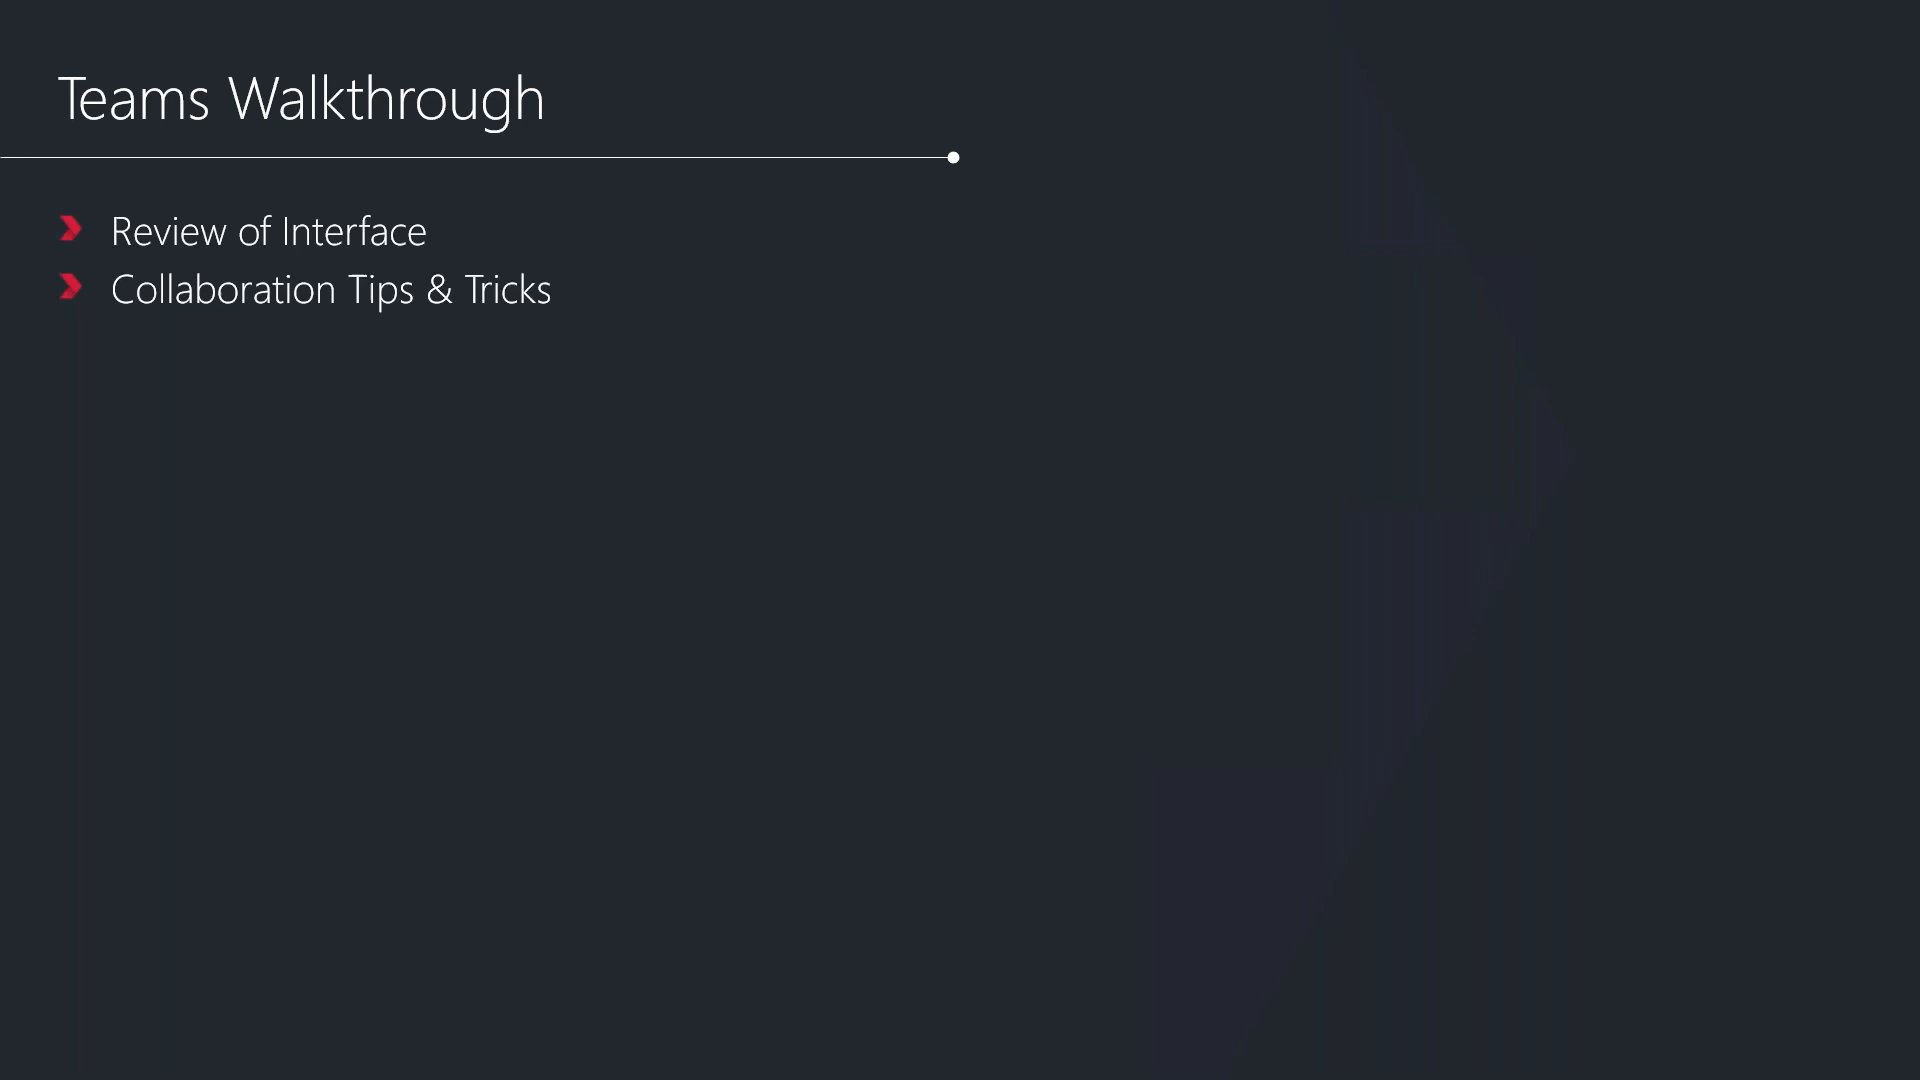 Teams Walkthrough
Review of Interface
Collaboration Tips & Tricks